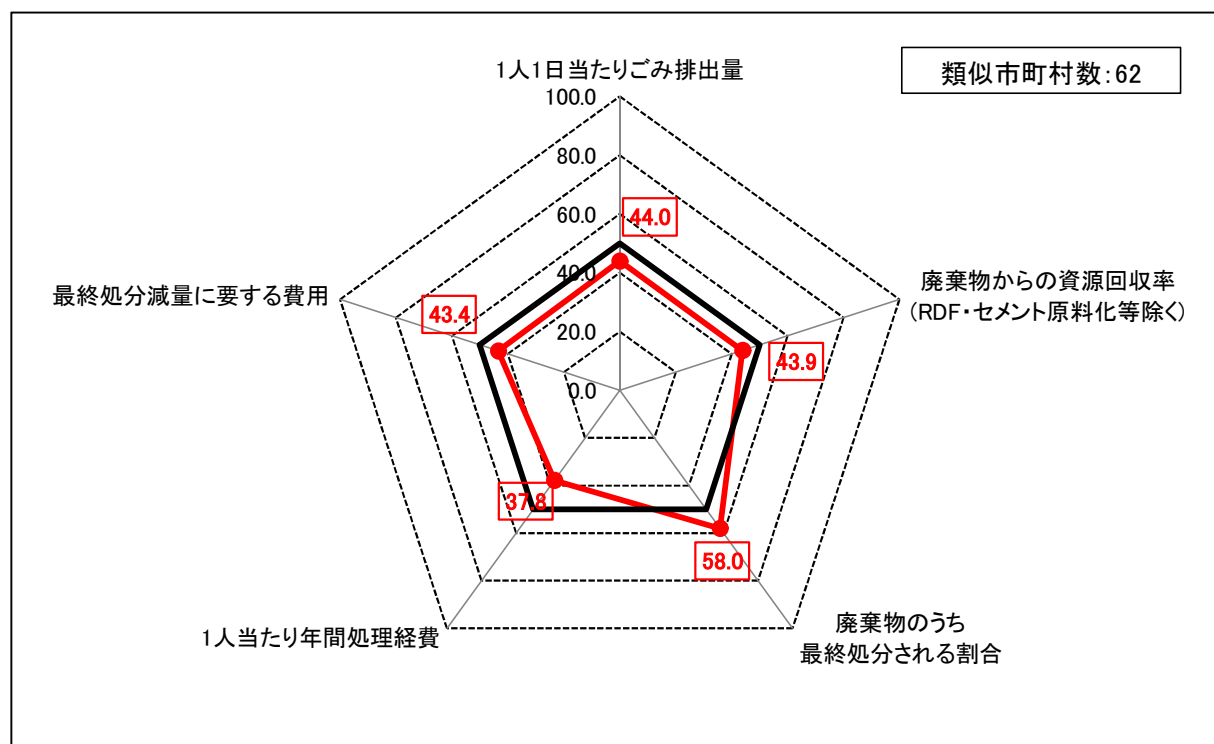 類似市町村数:62
1人1日当たりごみ排出量
100.0
80.0
60.0
44.0
40.0
20.0
0.0
廃棄物からの資源回収率
(RDF・セメント原料化等除く)
43.9
最終処分減量に要する費用
43.4
37.8
58.0
1人当たり年間処理経費
廃棄物のうち
最終処分される割合